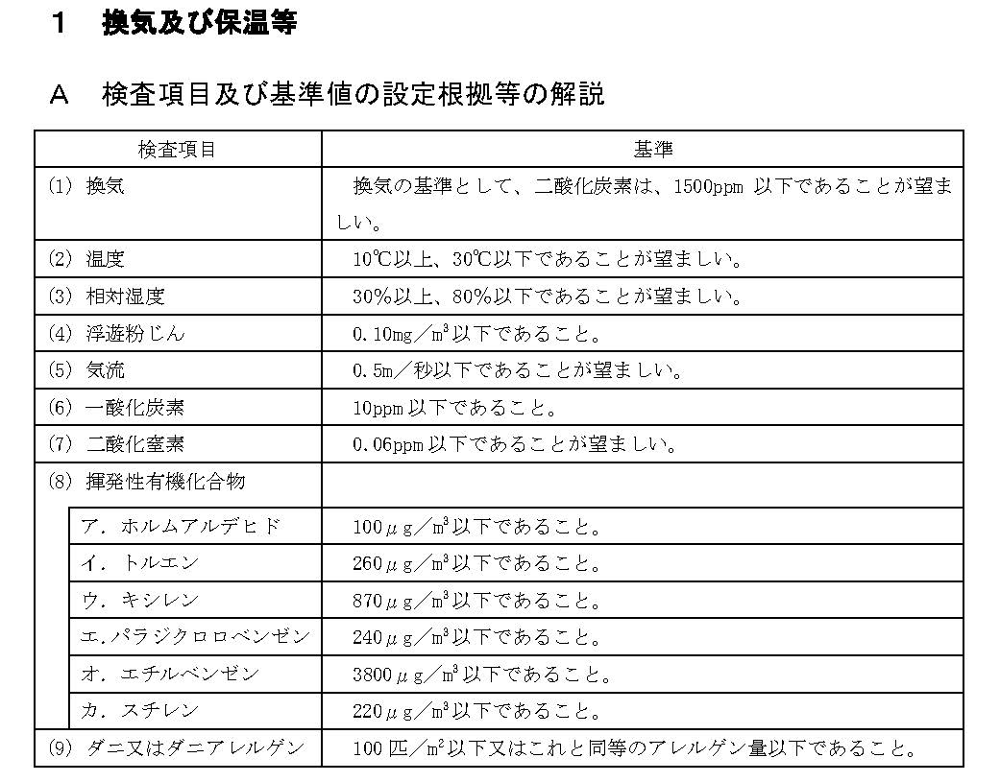 1 換気及び保温等
A 検査項目及び基準値の設定根拠等の解説
検査項目 基準
(1) 換気 換気の基準として、二酸化炭素は、1500ppm 以下であることが望ま
しい。
(2) 温度 10℃以上、30℃以下であることが望ましい。
(3) 相対湿度 30%以上、80%以下であることが望ましい。
(4) 浮遊粉じん 0.10mg/m³以下であること。
(5) 気流 0.5m/秒以下であることが望ましい。
(6) 一酸化炭素 10ppm以下であること。
(7) 二酸化窒素 0.06ppm以下であることが望ましい。
(8) 揮発性有機化合物
ア. ホルムアルデヒド 100μg/m³以下であること。
イ. トルエン 260μg/m³以下であること。
ウ. キシレン 870μg/m³以下であること。
エ.パラジクロロベンゼン 240μg/m³以下であること。
オ. エチルベンゼン 3800μg/m³以下であること。
カ. スチレン 220μg/m³以下であること。
(9) ダニ又はダニアレルゲン 100 匹/m²以下又はこれと同等のアレルゲン量以下であること。